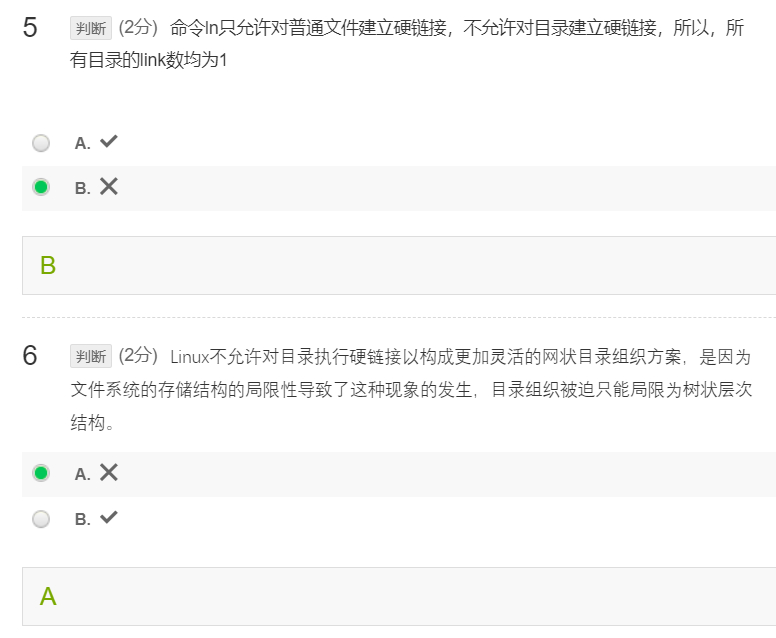 5 判断 (2分) 命令ln只允许对普通文件建立硬链接，不允许对目录建立硬链接，所以，所
有目录的link数均为1
A. ✔
B. ✕
B
6 判断 (2分) Linux不允许对目录执行硬链接以构成更加灵活的网状目录组织方案，是因为
文件系统的存储结构的局限性导致了这种现象的发生，目录组织被迫只能局限为树状层次
结构。
A. ✕
B. ✔
A